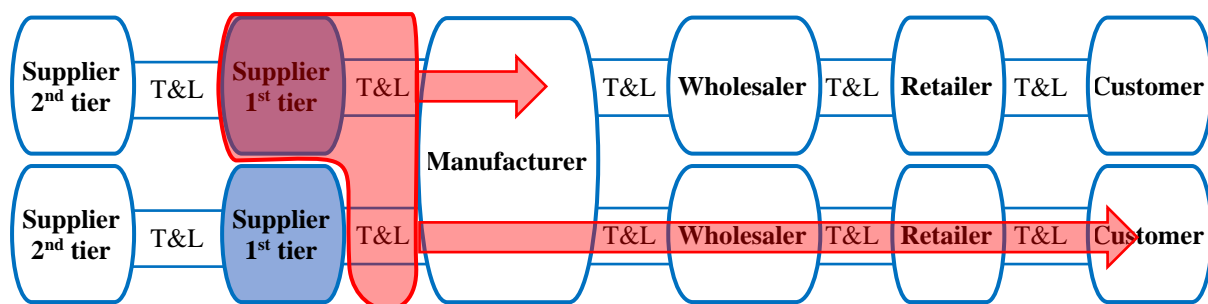 Supplier
2nd tier
T&L
Supplier
1st tier
T&L
Manufacturer
T&L
Wholesaler
T&L
Retailer
T&L
Customer
Supplier
2nd tier
T&L
Supplier
1st tier
T&L
T&L
Wholesaler
T&L
Retailer
T&L
Customer